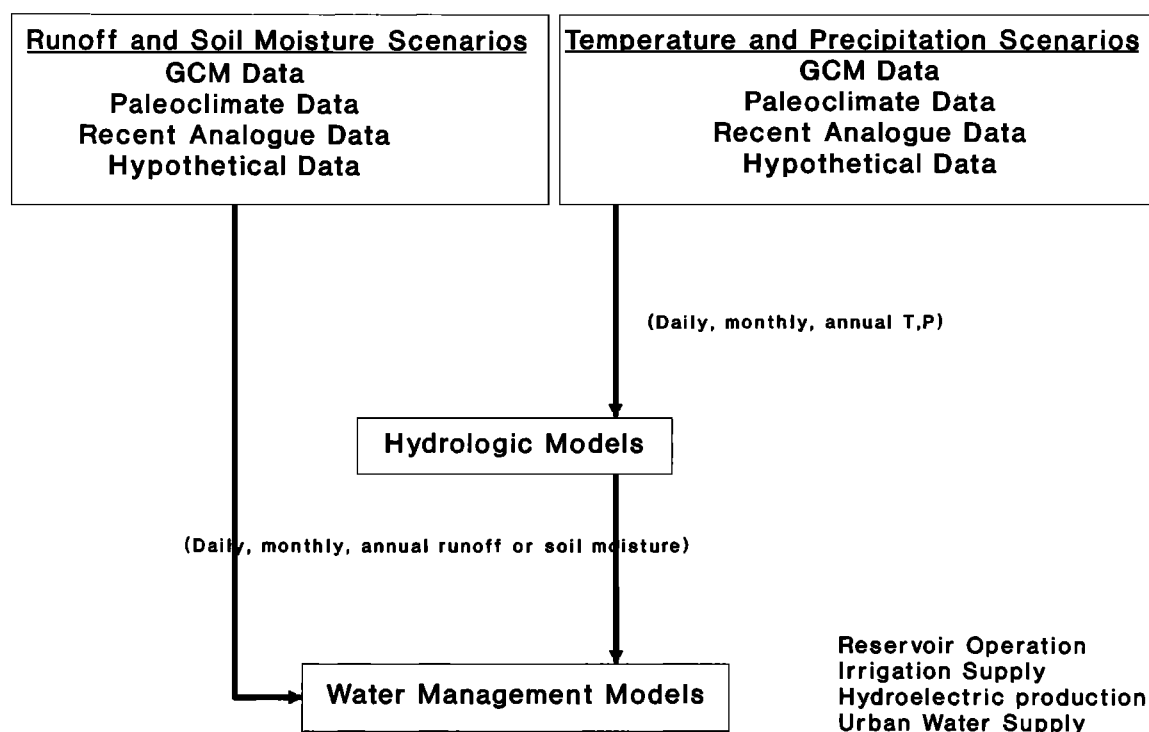 Runoff and Soil Moisture Scenarios
GCM Data
Paleoclimate Data
Recent Analogue Data
Hypothetical Data
Temperature and Precipitation Scenarios
GCM Data
Paleoclimate Data
Recent Analogue Data
Hypothetical Data
(Daily, monthly, annual T,P)
Hydrologic Models
(Daily, monthly, annual runoff or soil moisture)
Water Management Models
Reservoir Operation
Irrigation Supply
Hydroelectric production
Urban Water Supply